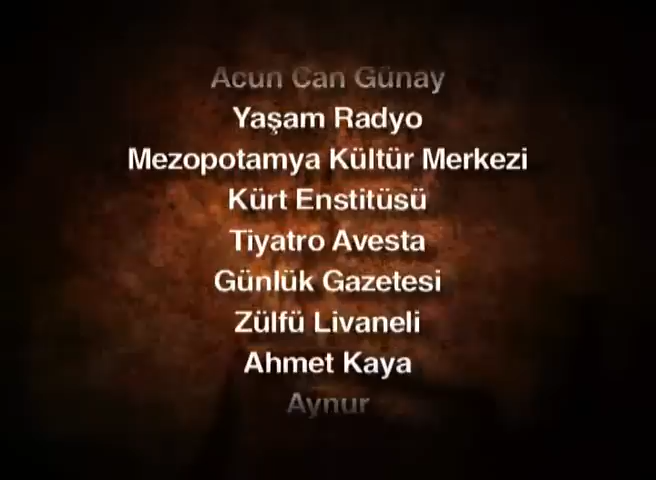 Acun Can Günay
Yaşam Radyo
Mezopotamya Kültür Merkezi
Kürt Enstitüsü
Tiyatro Avesta
Günlük Gazetesi
Zülfü Livaneli
Ahmet Kaya
Aynur